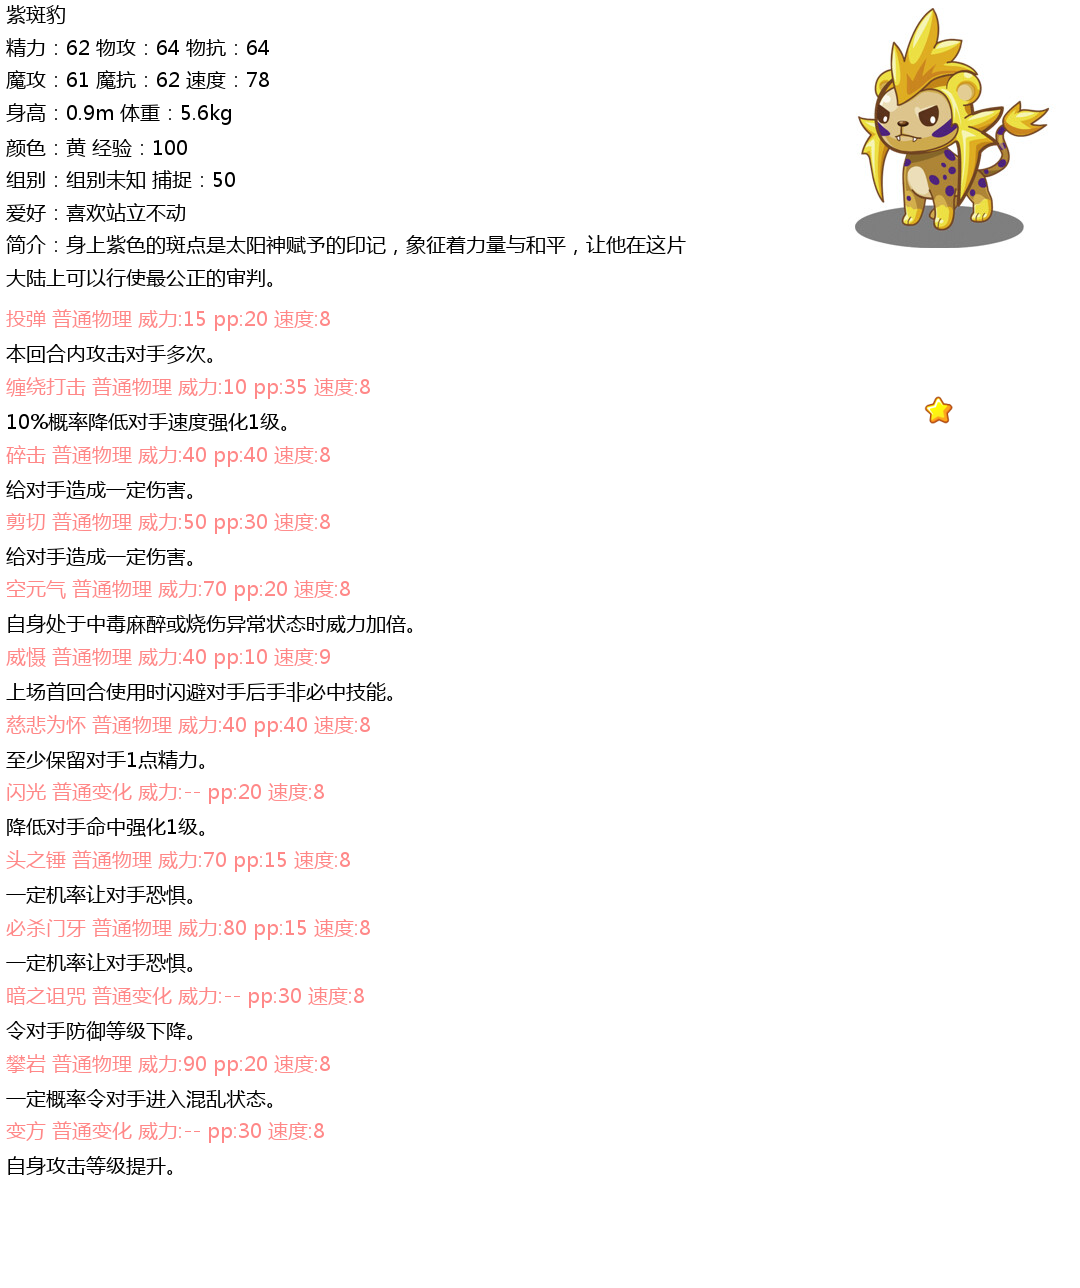 紫斑豹
精力：62 物攻：64 物抗：64
魔攻：61 魔抗：62 速度：78
身高：0.9m 体重：5.6kg
颜色：黄 经验：100
组别：组别未知 捕捉：50
爱好：喜欢站立不动
简介：身上紫色的斑点是太阳神赋予的印记，象征着力量与和平，让他在这片
大陆上可以行使最公正的审判。
投弹 普通物理 威力:15 pp:20 速度:8
本回合内攻击对手多次。
缠绕打击 普通物理 威力:10 pp:35 速度:8
10%概率降低对手速度强化1级。
碎击 普通物理 威力:40 pp:40 速度:8
给对手造成一定伤害。
剪切 普通物理 威力:50 pp:30 速度:8
给对手造成一定伤害。
空元气 普通物理 威力:70 pp:20 速度:8
自身处于中毒麻醉或烧伤异常状态时威力加倍。
威慑 普通物理 威力:40 pp:10 速度:9
上场首回合使用时闪避对手后手非必中技能。
慈悲为怀 普通物理 威力:40 pp:40 速度:8
至少保留对手1点精力。
闪光 普通变化 威力:-- pp:20 速度:8
降低对手命中强化1级。
头之锤 普通物理 威力:70 pp:15 速度:8
一定机率让对手恐惧。
必杀门牙 普通物理 威力:80 pp:15 速度:8
一定机率让对手恐惧。
暗之诅咒 普通变化 威力:-- pp:30 速度:8
令对手防御等级下降。
攀岩 普通物理 威力:90 pp:20 速度:8
一定概率令对手进入混乱状态。
变方 普通变化 威力:-- pp:30 速度:8
自身攻击等级提升。